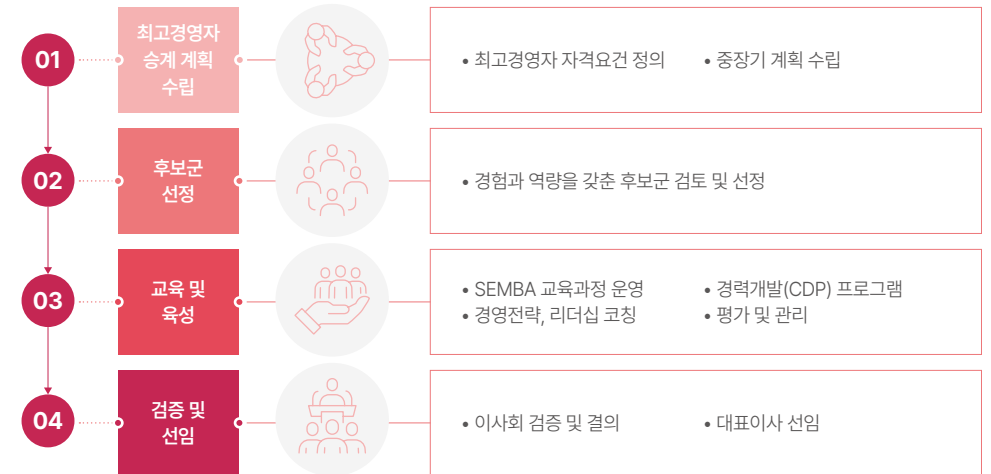 01
최고경영자
승계 계획
수립
• 최고경영자 자격요건 정의
• 중장기 계획 수립
02
후보군
선정
• 경험과 역량을 갖춘 후보군 검토 및 선정
03
교육 및
육성
• SEMBA 교육과정 운영
• 경영전략, 리더십 코칭
• 경력개발(CDP) 프로그램
• 평가 및 관리
04
검증 및
선임
• 이사회 검증 및 결의
• 대표이사 선임